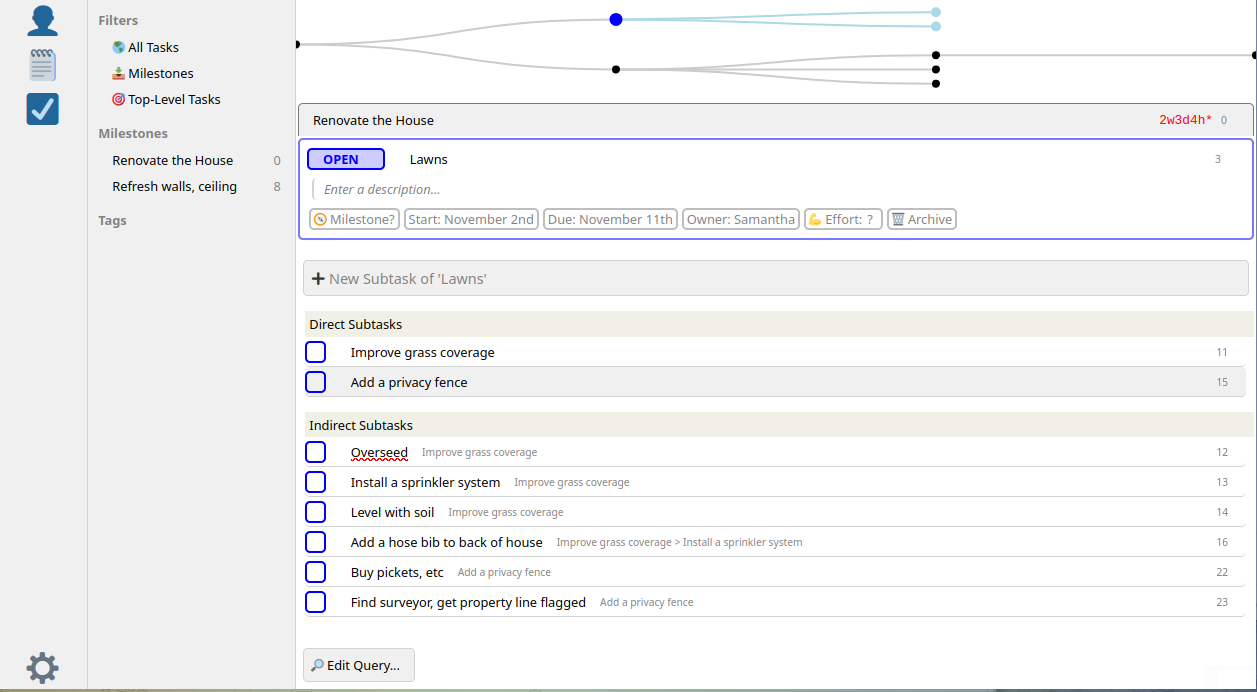 Filters
All Tasks
Milestones
Top-Level Tasks
Milestones
Renovate the House 0
Refresh walls, ceiling 8
Tags
Renovate the House 2w3d4h* 0
OPEN Lawns 3
Enter a description...
Milestone? Start: November 2nd Due: November 11th Owner: Samantha Effort: ? Archive
New Subtask of 'Lawns'
Direct Subtasks
Improve grass coverage 11
Add a privacy fence 15
Indirect Subtasks
Overseed Improve grass coverage 12
Install a sprinkler system Improve grass coverage 13
Level with soil Improve grass coverage 14
Add a hose bib to back of house Improve grass coverage > Install a sprinkler system 16
Buy pickets, etc Add a privacy fence 22
Find surveyor, get property line flagged Add a privacy fence 23
Edit Query...